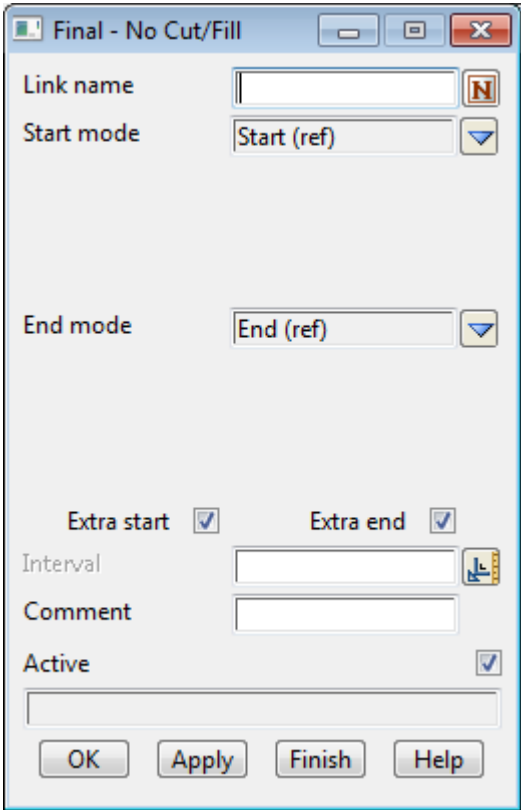 Final - No Cut/Fill
Link name
N
Start mode Start (ref)
End mode End (ref)
Extra start Extra end
Interval
Comment
Active
OK Apply Finish Help